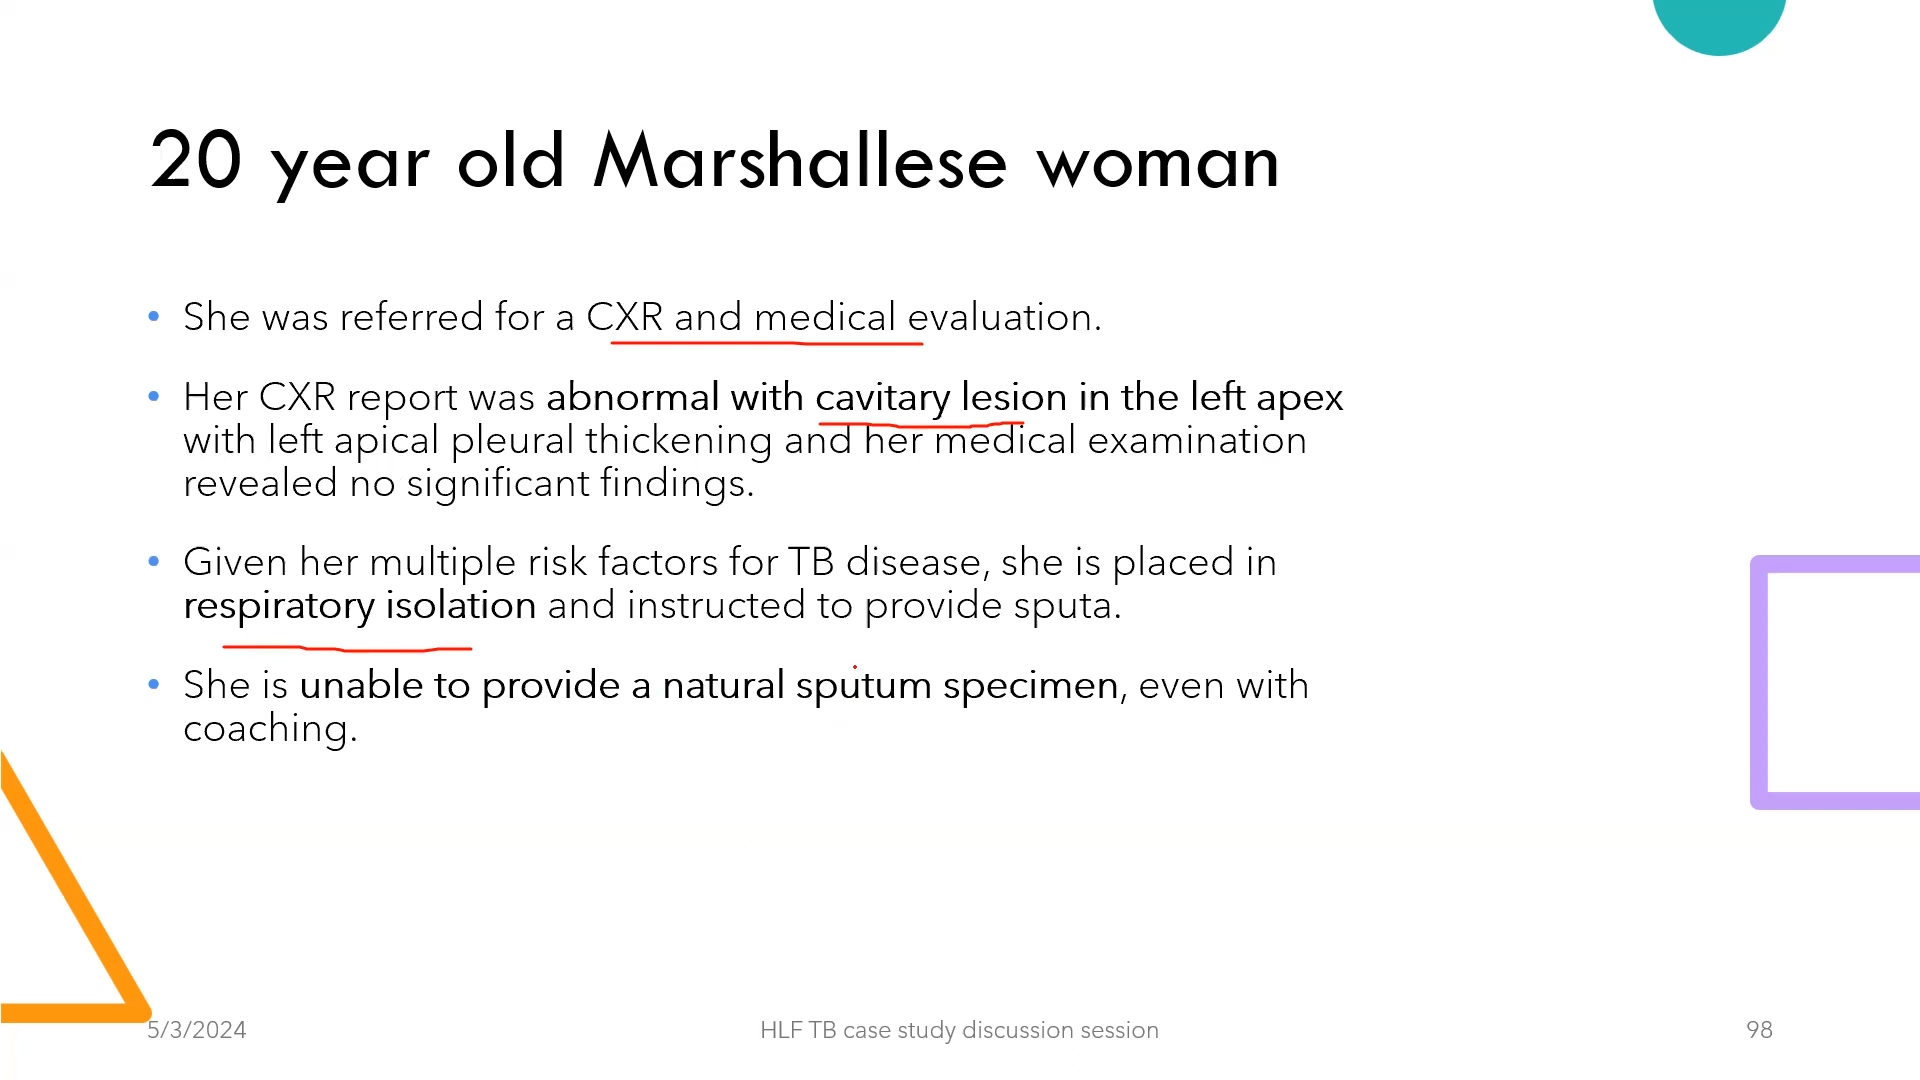 20 year old Marshallese woman
• She was referred for a CXR and medical evaluation.
• Her CXR report was abnormal with cavitary lesion in the left apex
with left apical pleural thickening and her medical examination
revealed no significant findings.
• Given her multiple risk factors for TB disease, she is placed in
respiratory isolation and instructed to provide sputa.
• She is unable to provide a natural sputum specimen, even with
coaching.
5/3/2024
HLF TB case study discussion session
98